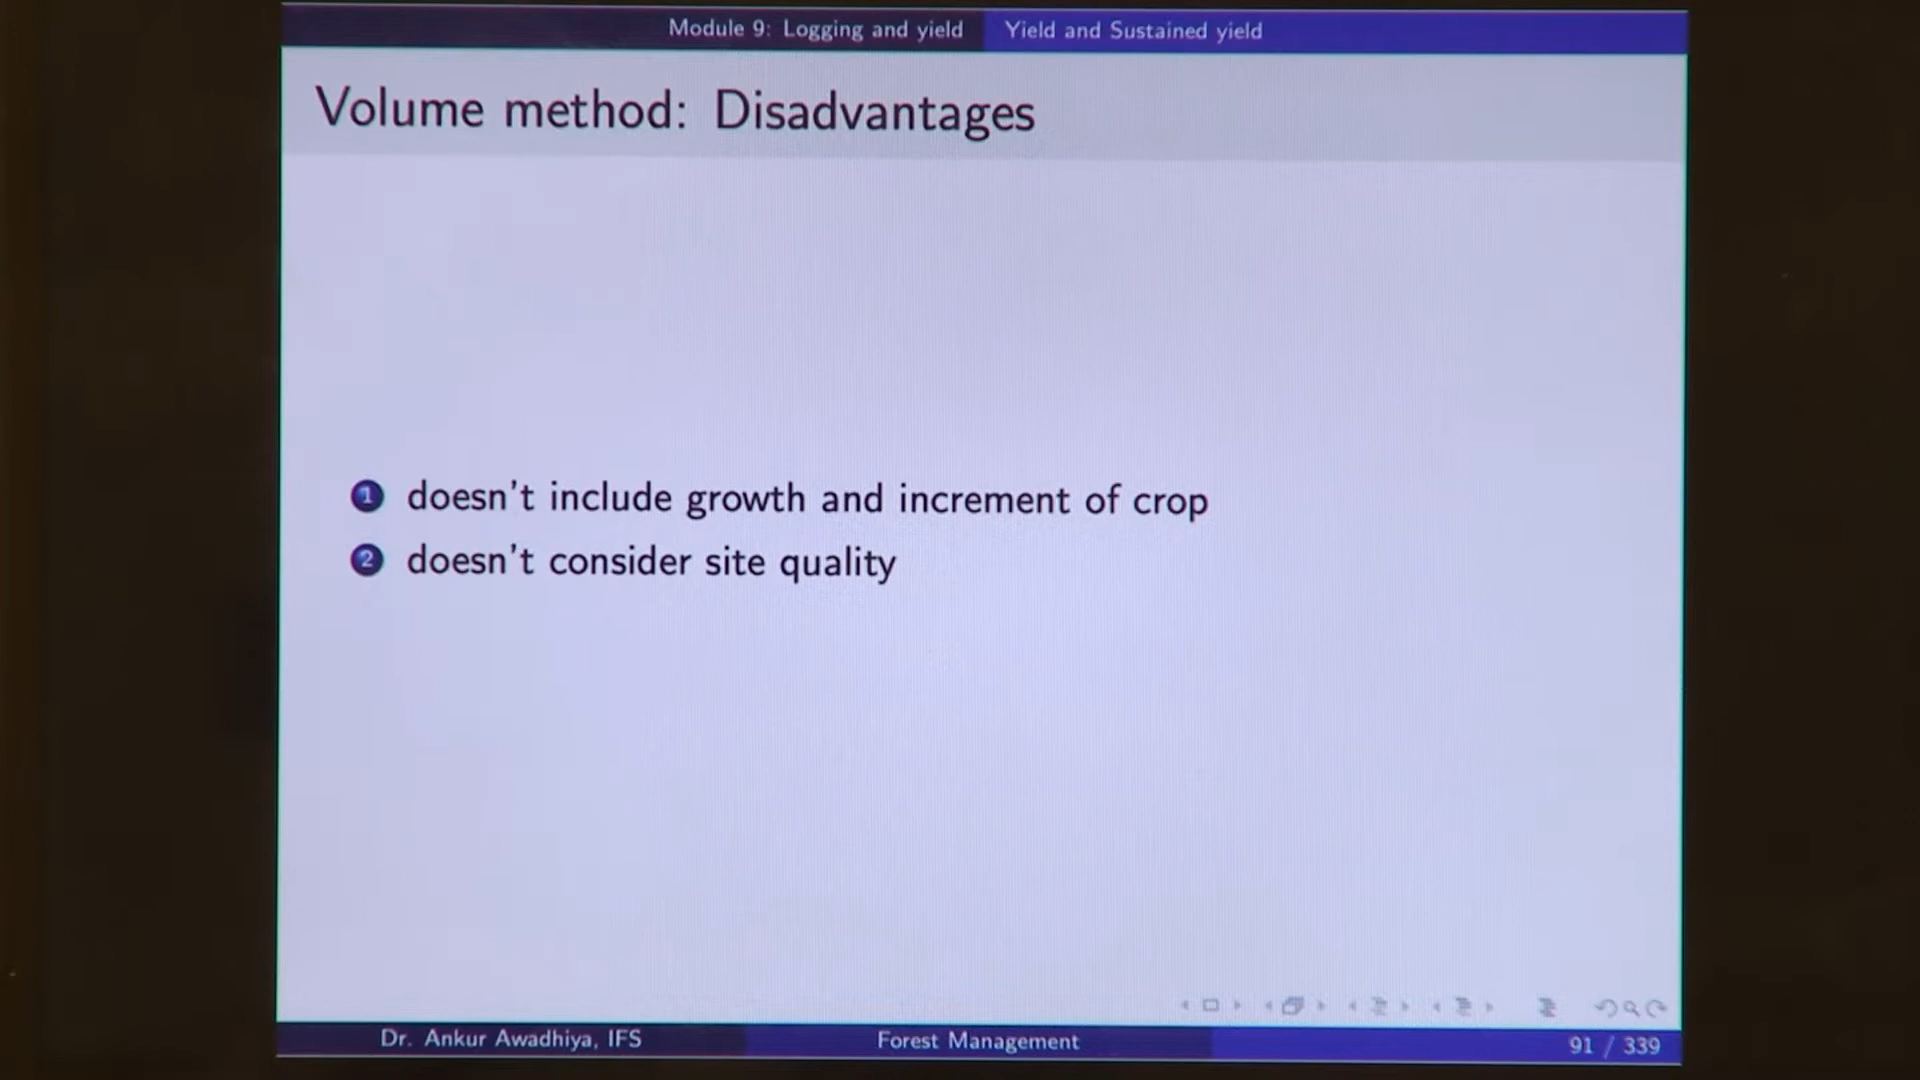 Module 9: Logging and yield Yield and Sustained yield
Volume method: Disadvantages
1 doesn't include growth and increment of crop
2 doesn't consider site quality
Dr. Ankur Awadhiya, IFS Forest Management 91 / 339